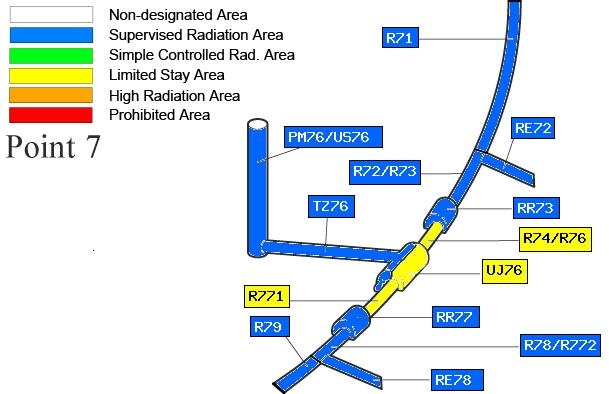 Non-designated Area
Supervised Radiation Area
Simple Controlled Rad. Area
Limited Stay Area
High Radiation Area
Prohibited Area
Point 7
R71
RE72
PM76/US76
R72/R73
TZ76
RR73
R74/R76
UJ76
R771
RR77
R79
R78/R772
RE78